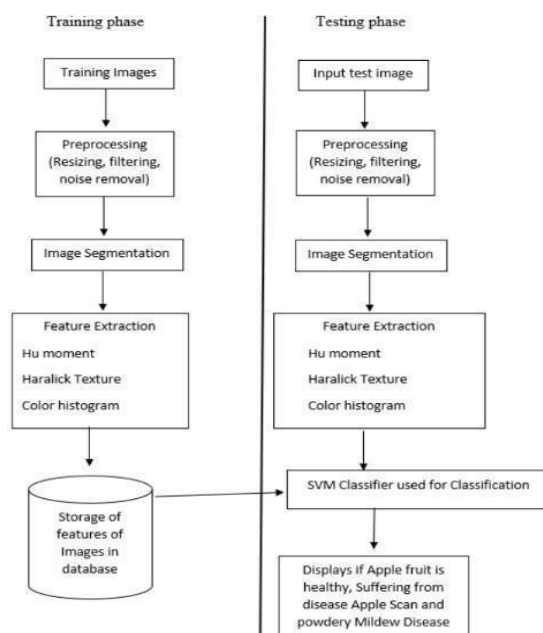 Training phase
Training Images
Preprocessing
(Resizing, filtering,
noise removal)
Image Segmentation
Feature Extraction
Hu moment
Haralick Texture
Color histogram
Storage of
features of
Images in
database
Testing phase
Input test image
Preprocessing
(Resizing, filtering,
noise removal)
Image Segmentation
Feature Extraction
Hu moment
Haralick Texture
Color histogram
SVM Classifier used for Classification
Displays if Apple fruit is
healthy, Suffering from
disease Apple Scan and
powdery Mildew Disease